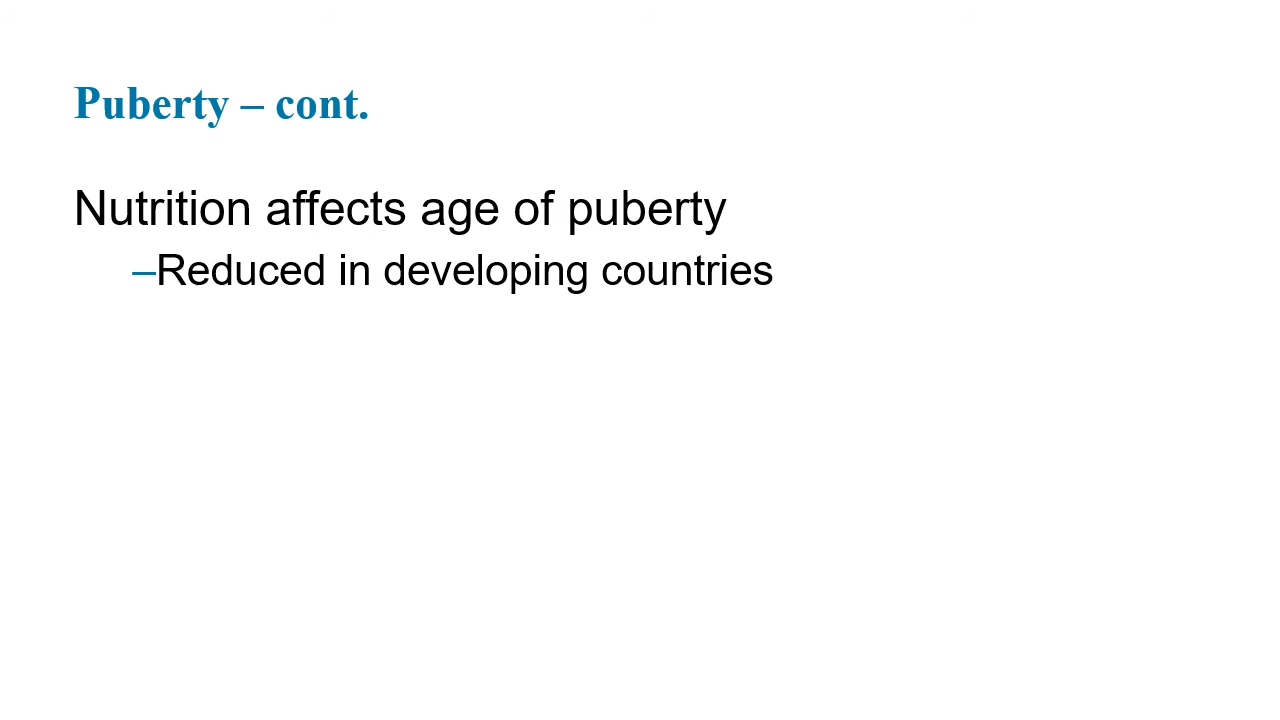 Puberty – cont.
Nutrition affects age of puberty
–Reduced in developing countries